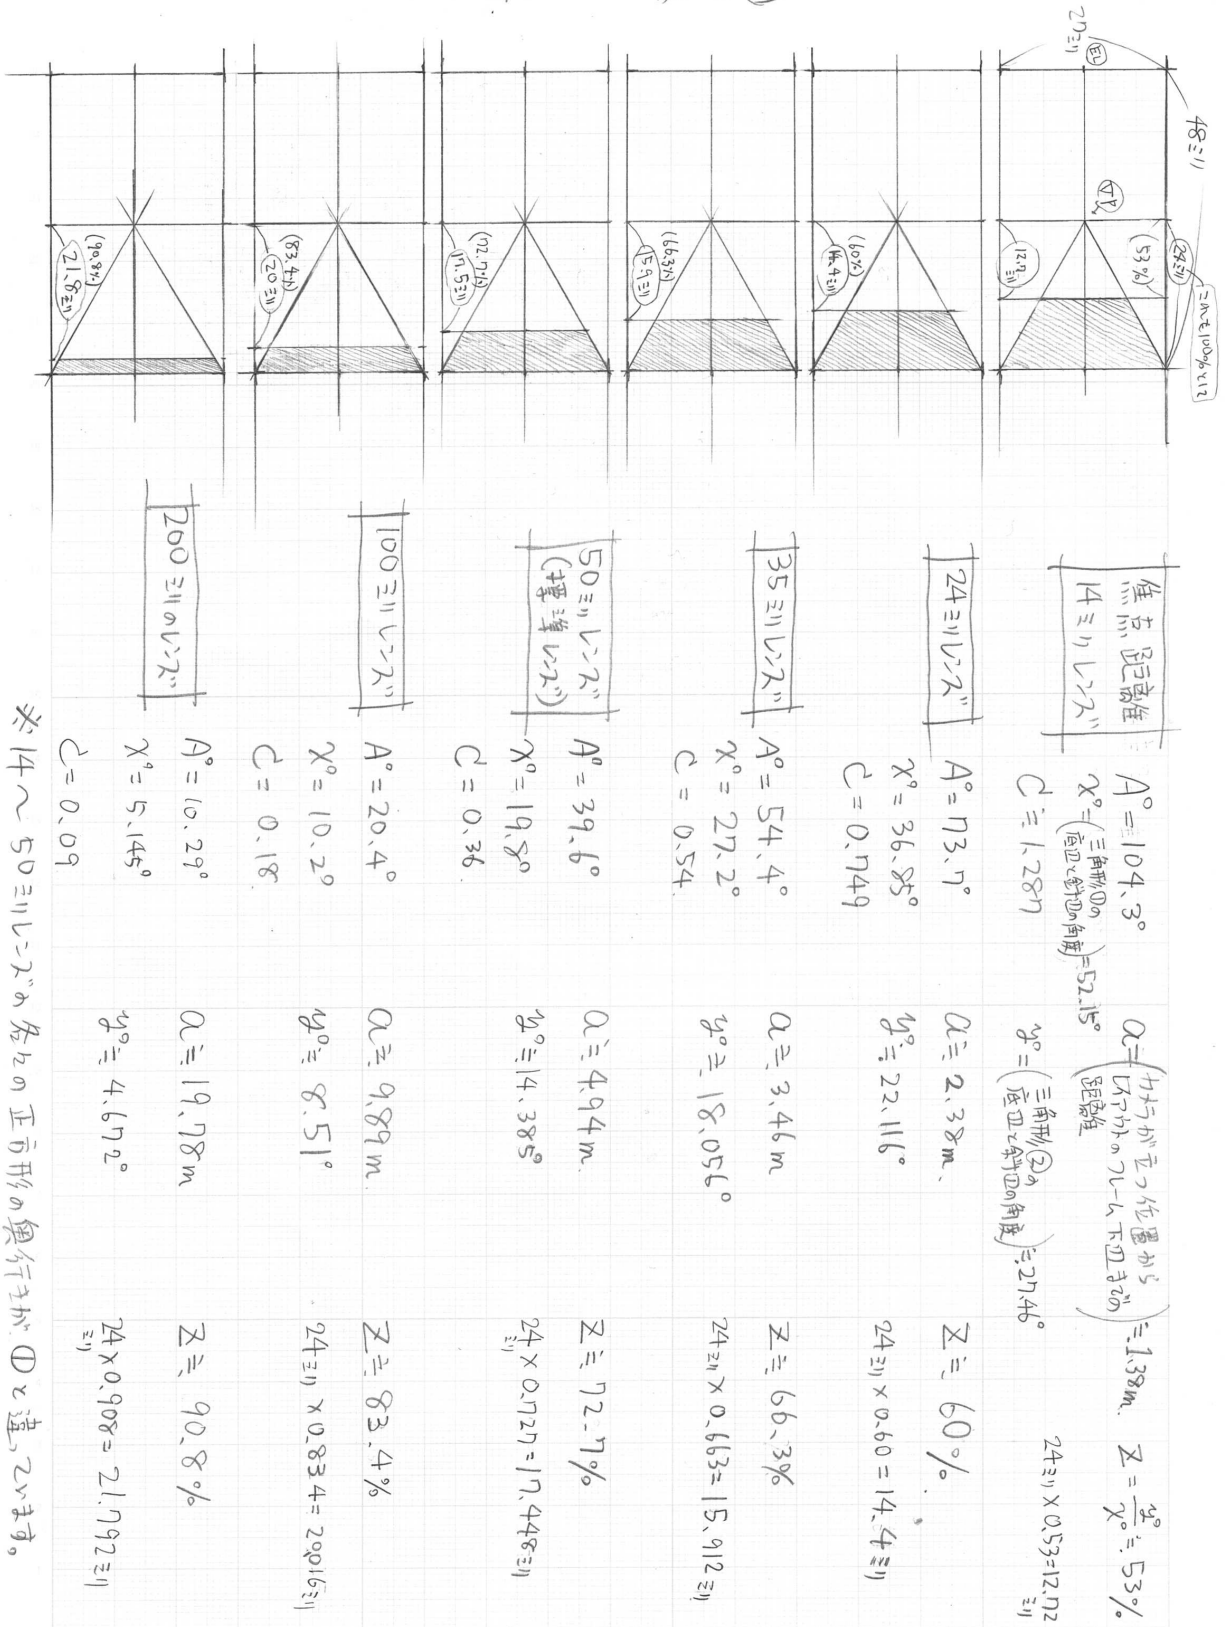 48ミリ
27ミリ
EL
VP
24ミリ
これを100%とする
(53%)
12.7ミリ
(60%)
14.4ミリ
(66.3%)
15.9ミリ
(72.7%)
17.5ミリ
(83.4%)
20ミリ
(90.8%)
21.8ミリ
焦点距離
14ミリレンズ
A°≒104.3°
x°=(三角形①の底辺と斜辺の角度)=52.15°
C≒1.287
a=(カメラが立つ位置からレイアウトのフレーム下辺までの距離)≒1.38m.
y°=(三角形②の底辺と斜辺の角度)≒27.46°
Z=y°/x°≒53%
24ミリ×0.53=12.72ミリ
24ミリレンズ
A°=73.7°
x°=36.85°
C=0.749
a≒2.38m.
y°≒22.116°
Z≒60%.
24ミリ×0.60=14.4ミリ
35ミリレンズ
A°=54.4°
x°=27.2°
C=0.54
a≒3.46m
y°≒18.056°
Z≒66.3%
24ミリ×0.663=15.912ミリ
50ミリレンズ
(標準レンズ)
A°=39.6°
x°=19.8°
C=0.36
a≒4.94m.
y°≒14.385°
Z≒72.7%
24ミリ×0.727=17.448ミリ
100ミリレンズ
A°=20.4°
x°=10.2°
C=0.18
a≒9.89m.
y°≒8.51°
Z≒83.4%
24ミリ×0.834=20.016ミリ
200ミリのレンズ
A°=10.29°
x°=5.145°
C=0.09
a≒19.78m
y°≒4.672°
Z≒90.8%
24ミリ×0.908=21.792ミリ
※14〜50ミリレンズの各々の正方形の奥行きが①と違っています。